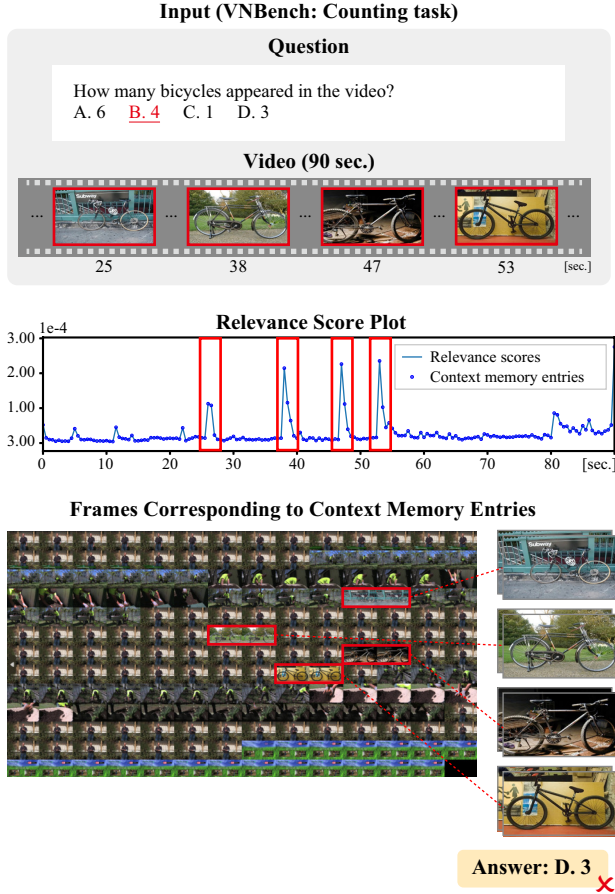 Input (VNBench: Counting task)
Question
How many bicycles appeared in the video?
A. 6 B. 4 C. 1 D. 3
Video (90 sec.)
... Subway ... ... ... ...
25 38 47 53 [sec.]
Relevance Score Plot
1e-4
3.00
2.00
1.00
3.00
Relevance scores
Context memory entries
0 10 20 30 40 50 60 70 80 [sec.]
Frames Corresponding to Context Memory Entries
Subway
Answer: D. 3